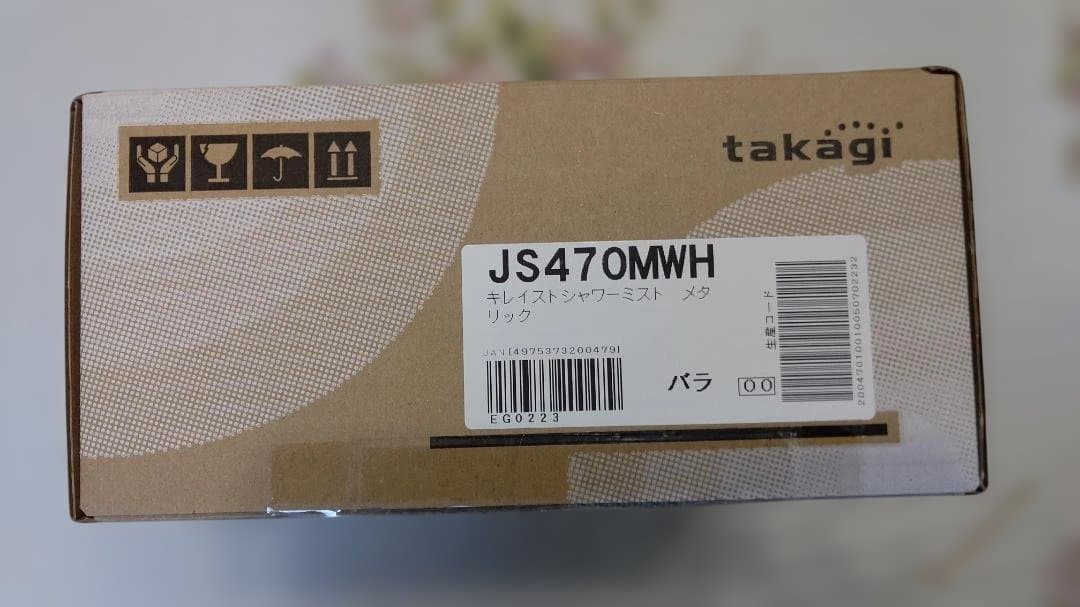 takagi
JS470MWH
キレイストシャワーミスト　メタ
リック
JAN[4975373200479]
EG0223
バラ
00
生産コード
20047010010050702232